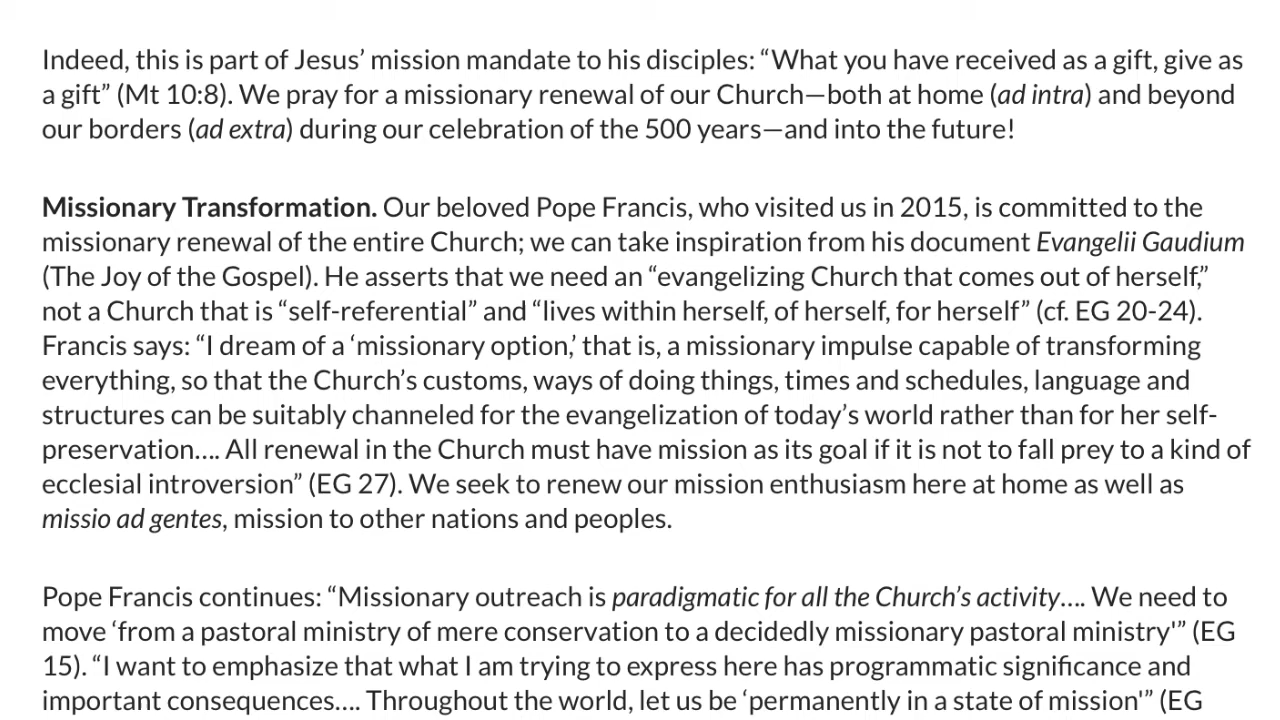 Indeed, this is part of Jesus’ mission mandate to his disciples: “What you have received as a gift, give as
a gift” (Mt 10:8). We pray for a missionary renewal of our Church—both at home (ad intra) and beyond
our borders (ad extra) during our celebration of the 500 years—and into the future!
Missionary Transformation. Our beloved Pope Francis, who visited us in 2015, is committed to the
missionary renewal of the entire Church; we can take inspiration from his document Evangelii Gaudium
(The Joy of the Gospel). He asserts that we need an “evangelizing Church that comes out of herself,”
not a Church that is “self-referential” and “lives within herself, of herself, for herself” (cf. EG 20-24).
Francis says: “I dream of a ‘missionary option,’ that is, a missionary impulse capable of transforming
everything, so that the Church’s customs, ways of doing things, times and schedules, language and
structures can be suitably channeled for the evangelization of today’s world rather than for her self-
preservation…. All renewal in the Church must have mission as its goal if it is not to fall prey to a kind of
ecclesial introversion” (EG 27). We seek to renew our mission enthusiasm here at home as well as
missio ad gentes, mission to other nations and peoples.
Pope Francis continues: “Missionary outreach is paradigmatic for all the Church’s activity…. We need to
move ‘from a pastoral ministry of mere conservation to a decidedly missionary pastoral ministry'” (EG
15). “I want to emphasize that what I am trying to express here has programmatic significance and
important consequences…. Throughout the world, let us be ‘permanently in a state of mission'” (EG